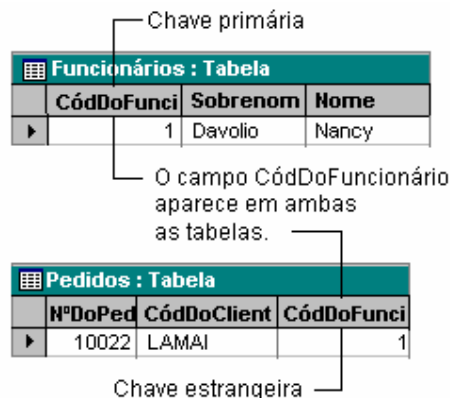 Chave primária
Funcionários : Tabela
CódDoFunci Sobrenom Nome
1 Davolio Nancy
O campo CódDoFuncionário
aparece em ambas
as tabelas.
Pedidos : Tabela
NºDoPed CódDoClient CódDoFunci
10022 LAMAI 1
Chave estrangeira